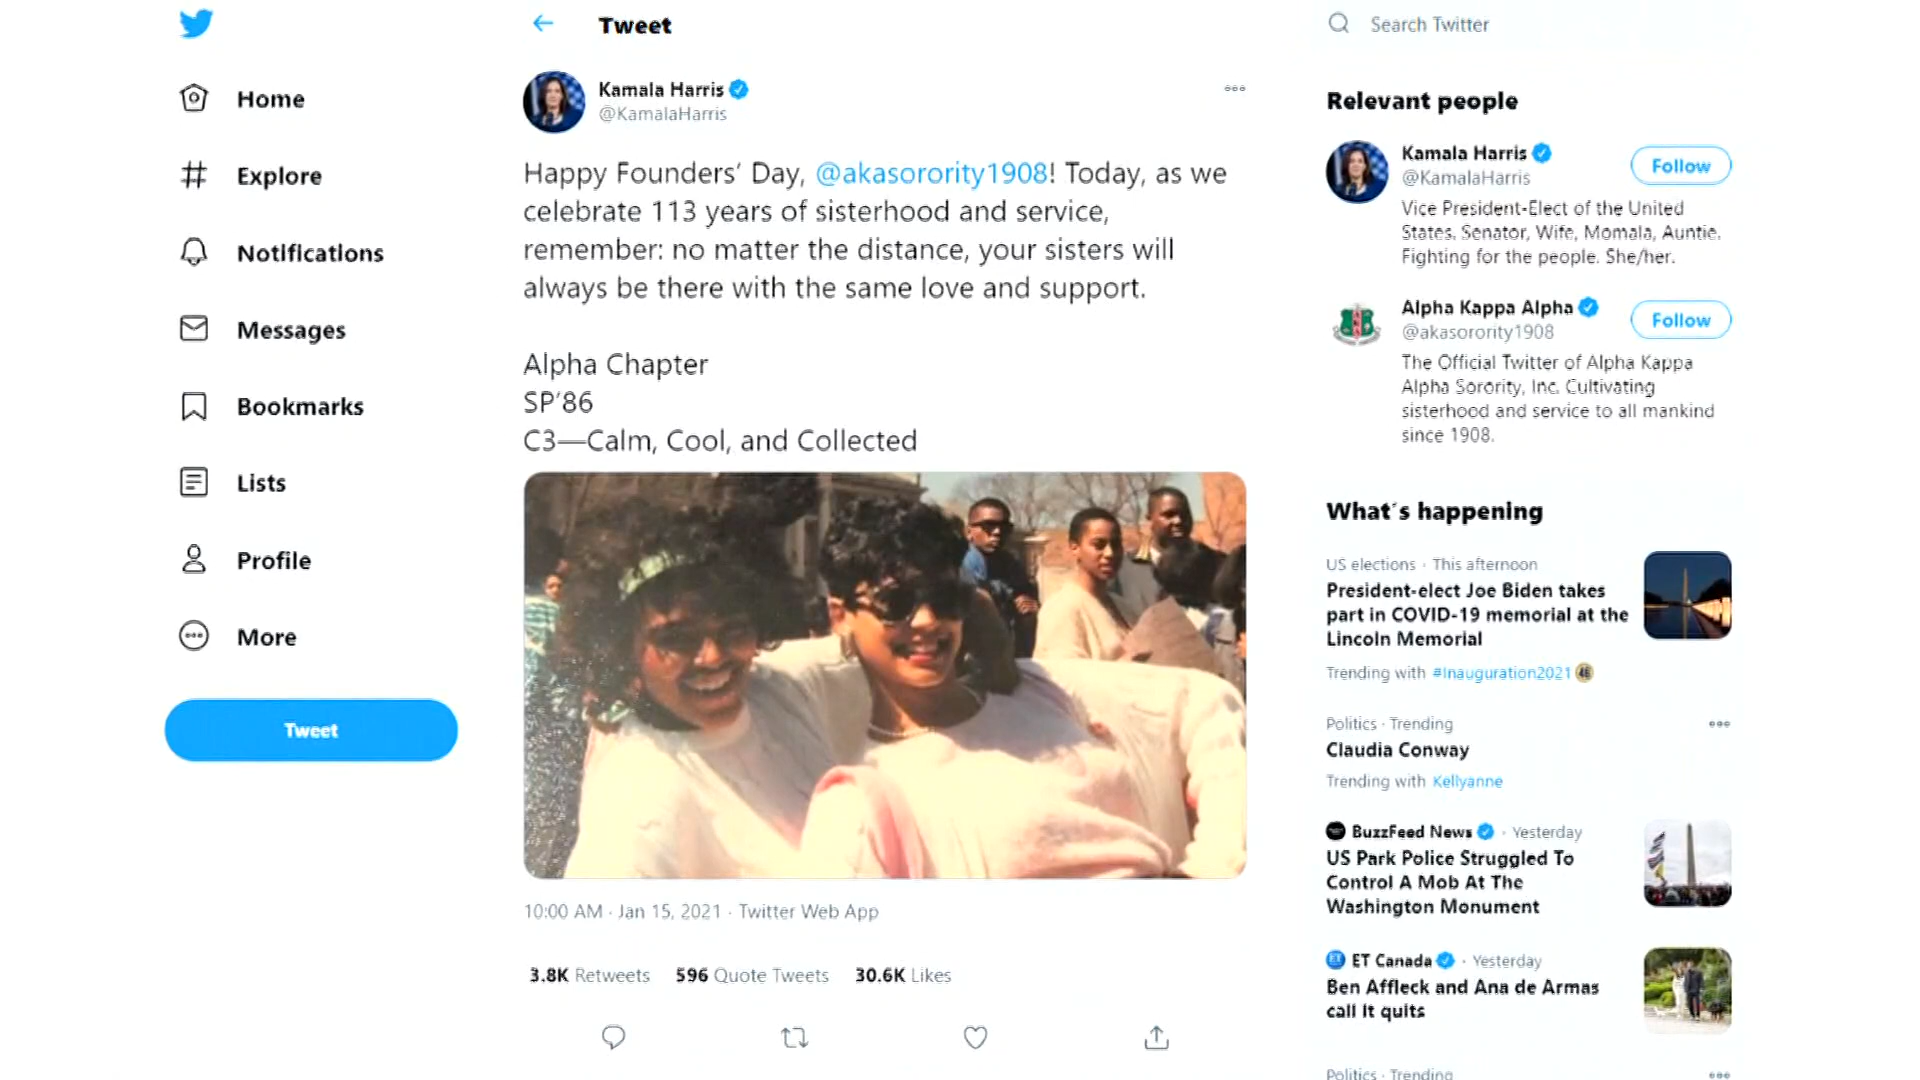 Home
Explore
Notifications
Messages
Bookmarks
Lists
Profile
More
Tweet
Tweet
Kamala Harris
@KamalaHarris
Happy Founders' Day, @akasorority1908! Today, as we
celebrate 113 years of sisterhood and service,
remember: no matter the distance, your sisters will
always be there with the same love and support.
Alpha Chapter
SP'86
C3—Calm, Cool, and Collected
10:00 AM · Jan 15, 2021 · Twitter Web App
3.8K Retweets 596 Quote Tweets 30.6K Likes
Search Twitter
Relevant people
Kamala Harris
@KamalaHarris
Follow
Vice President-Elect of the United
States. Senator, Wife, Momala, Auntie.
Fighting for the people. She/her.
Alpha Kappa Alpha
@akasorority1908
Follow
The Official Twitter of Alpha Kappa
Alpha Sorority, Inc. Cultivating
sisterhood and service to all mankind
since 1908.
What's happening
US elections · This afternoon
President-elect Joe Biden takes
part in COVID-19 memorial at the
Lincoln Memorial
Trending with #Inauguration2021 46
Politics · Trending
Claudia Conway
Trending with Kellyanne
BuzzFeed News · Yesterday
US Park Police Struggled To
Control A Mob At The
Washington Monument
ET Canada · Yesterday
Ben Affleck and Ana de Armas
call it quits
Politics · Trending